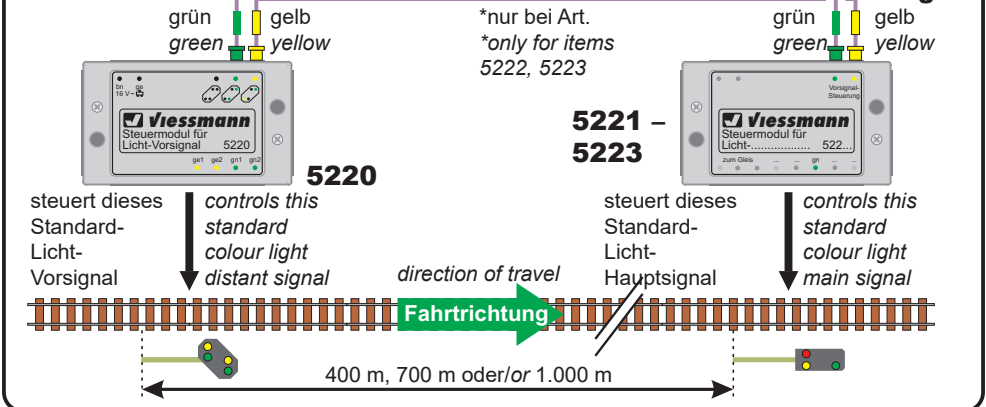 grün
green
gelb
yellow
*nur bei Art.
*only for items
5222, 5223
grün
green
gelb
yellow
bn
16 V~
ge
Viessmann
Steuermodul für
Licht-Vorsignal 5220
ge1 ge2 gn1 gn2
5220
5221 –
5223
Vorsignal-
Steuerung
Viessmann
Steuermodul für
Licht-.................. 522...
zum Gleis ... ... gn ... ...
steuert dieses
Standard-
Licht-
Vorsignal
controls this
standard
colour light
distant signal
steuert dieses
Standard-
Licht-
Hauptsignal
controls this
standard
colour light
main signal
direction of travel
Fahrtrichtung
400 m, 700 m oder/or 1.000 m